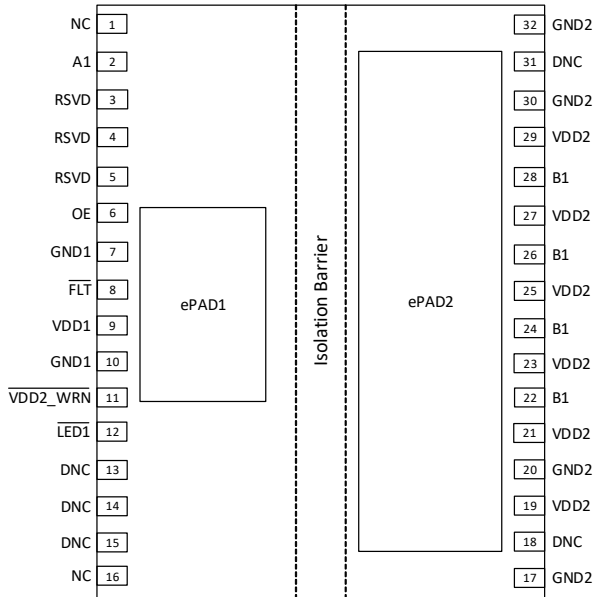 NC 1
A1 2
RSVD 3
RSVD 4
RSVD 5
OE 6
GND1 7
FLT 8
VDD1 9
GND1 10
VDD2_WRN 11
LED1 12
DNC 13
DNC 14
DNC 15
NC 16
ePAD1
Isolation Barrier
ePAD2
32 GND2
31 DNC
30 GND2
29 VDD2
28 B1
27 VDD2
26 B1
25 VDD2
24 B1
23 VDD2
22 B1
21 VDD2
20 GND2
19 VDD2
18 DNC
17 GND2